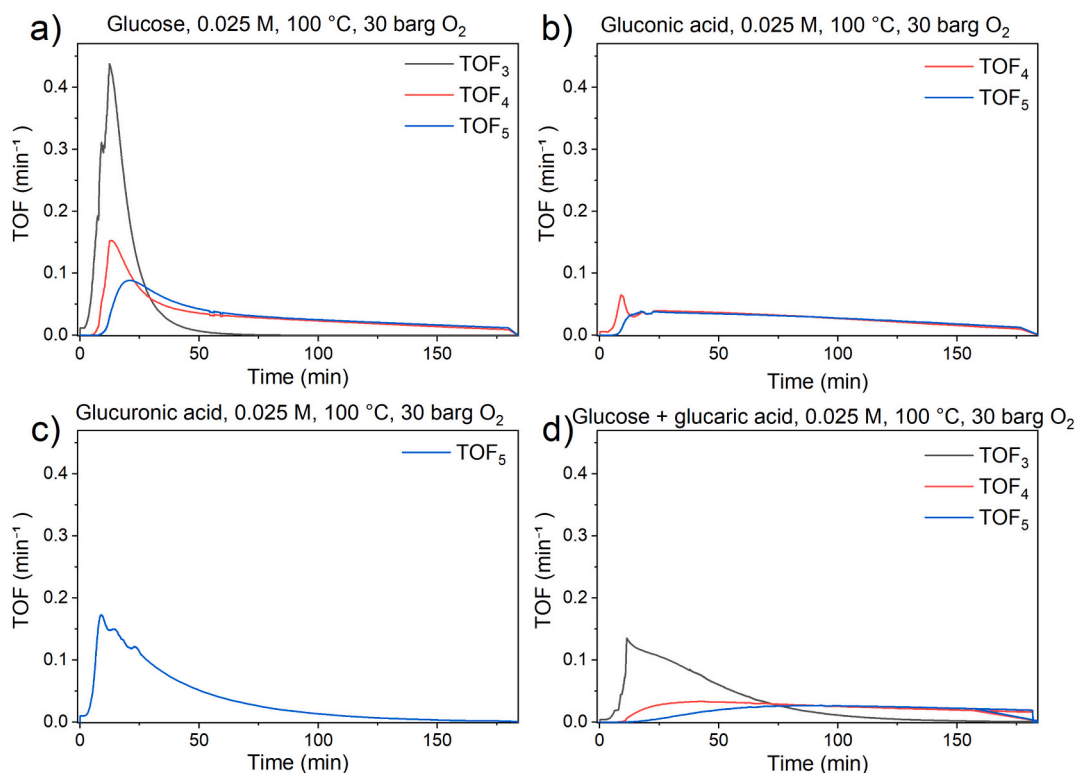 a) Glucose, 0.025 M, 100 °C, 30 barg O₂
TOF₃
TOF₄
TOF₅
0.4
0.3
0.2
0.1
0.0
TOF (min⁻¹ )
0 50 100 150
Time (min)
b) Gluconic acid, 0.025 M, 100 °C, 30 barg O₂
TOF₄
TOF₅
0.4
0.3
0.2
0.1
0.0
TOF (min⁻¹)
0 50 100 150
Time (min)
c) Glucuronic acid, 0.025 M, 100 °C, 30 barg O₂
TOF₅
0.4
0.3
0.2
0.1
0.0
TOF (min⁻¹)
0 50 100 150
Time (min)
d) Glucose + glucaric acid, 0.025 M, 100 °C, 30 barg O₂
TOF₃
TOF₄
TOF₅
0.4
0.3
0.2
0.1
0.0
TOF (min⁻¹)
0 50 100 150
Time (min)